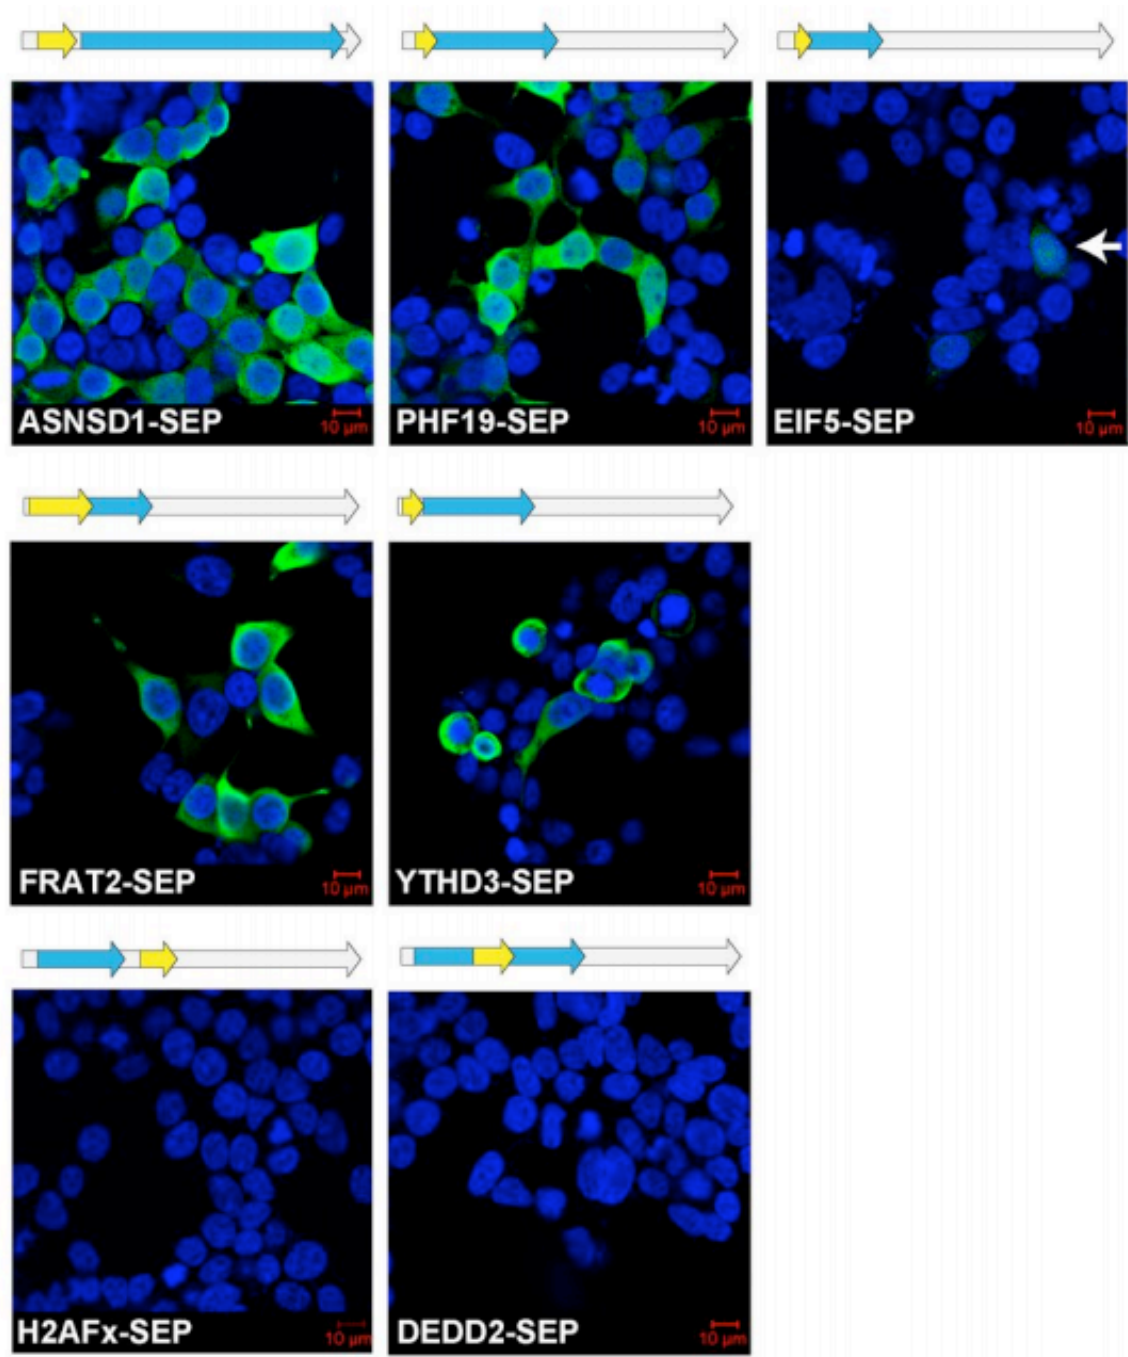 ASNSD1-SEP
10 µm
PHF19-SEP
10 µm
EIF5-SEP
10 µm
FRAT2-SEP
10 µm
YTHD3-SEP
10 µm
H2AFx-SEP
10 µm
DEDD2-SEP
10 µm